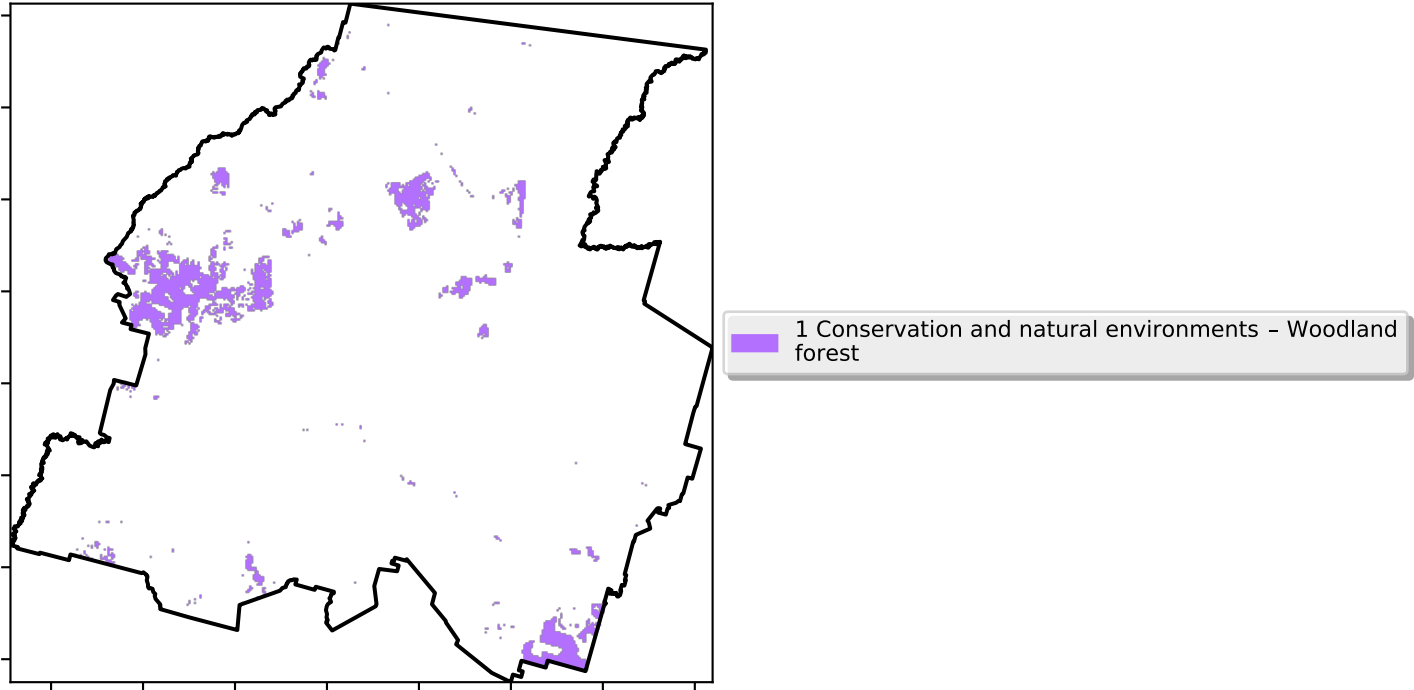 1 Conservation and natural environments – Woodland
forest